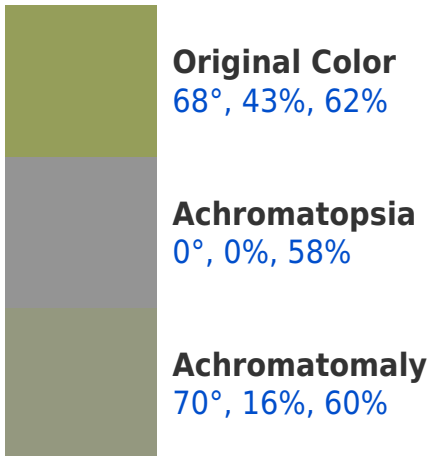 Original Color
68°, 43%, 62%
Achromatopsia
0°, 0%, 58%
Achromatomaly
70°, 16%, 60%